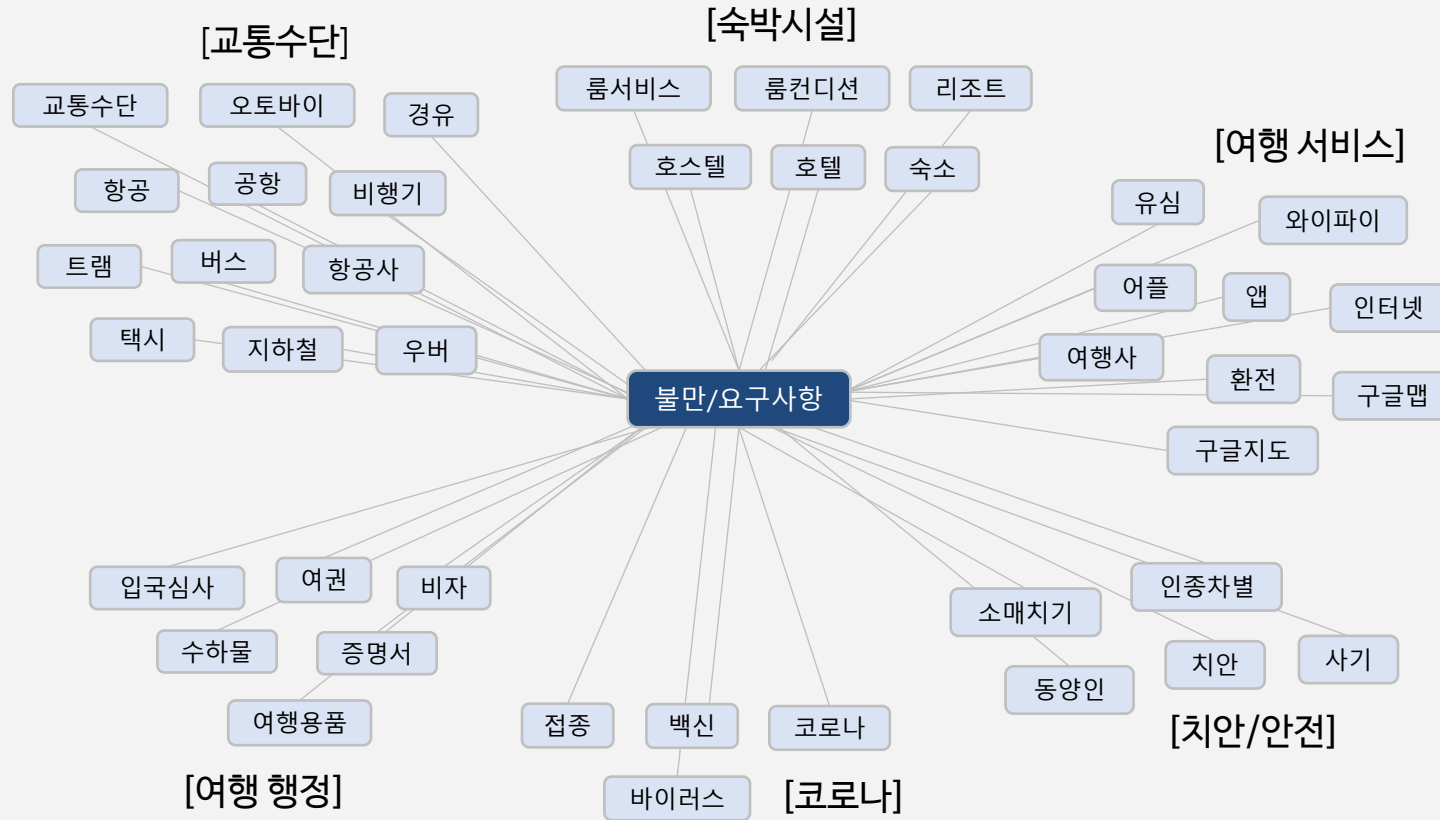 [교통수단]
교통수단
오토바이
경유
항공
공항
비행기
트램
버스
항공사
택시
지하철
우버
[숙박시설]
룸서비스
룸컨디션
리조트
호스텔
호텔
숙소
[여행 서비스]
유심
와이파이
어플
앱
인터넷
여행사
환전
구글맵
구글지도
불만/요구사항
입국심사
여권
비자
수하물
증명서
여행용품
[여행 행정]
접종
백신
코로나
바이러스
[코로나]
소매치기
인종차별
동양인
치안
사기
[치안/안전]